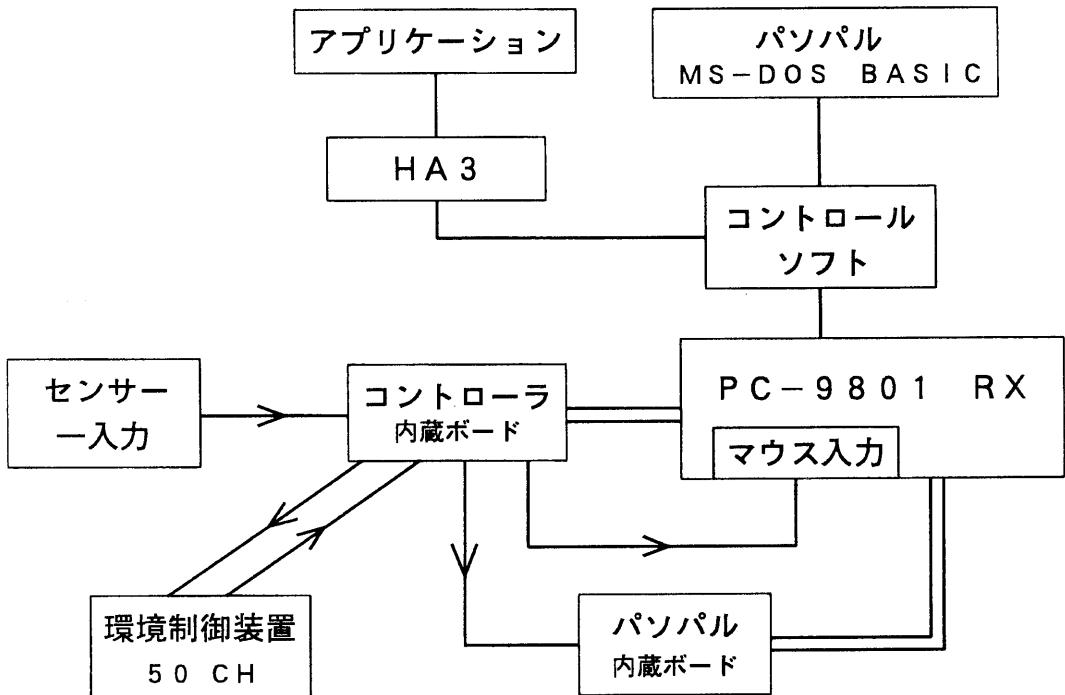 アプリケーション
パソパル
MS-DOS BASIC
HA3
コントロール
ソフト
センサー
ー入力
コントローラ
内蔵ボード
PC-9801 RX
マウス入力
環境制御装置
50 CH
パソパル
内蔵ボード